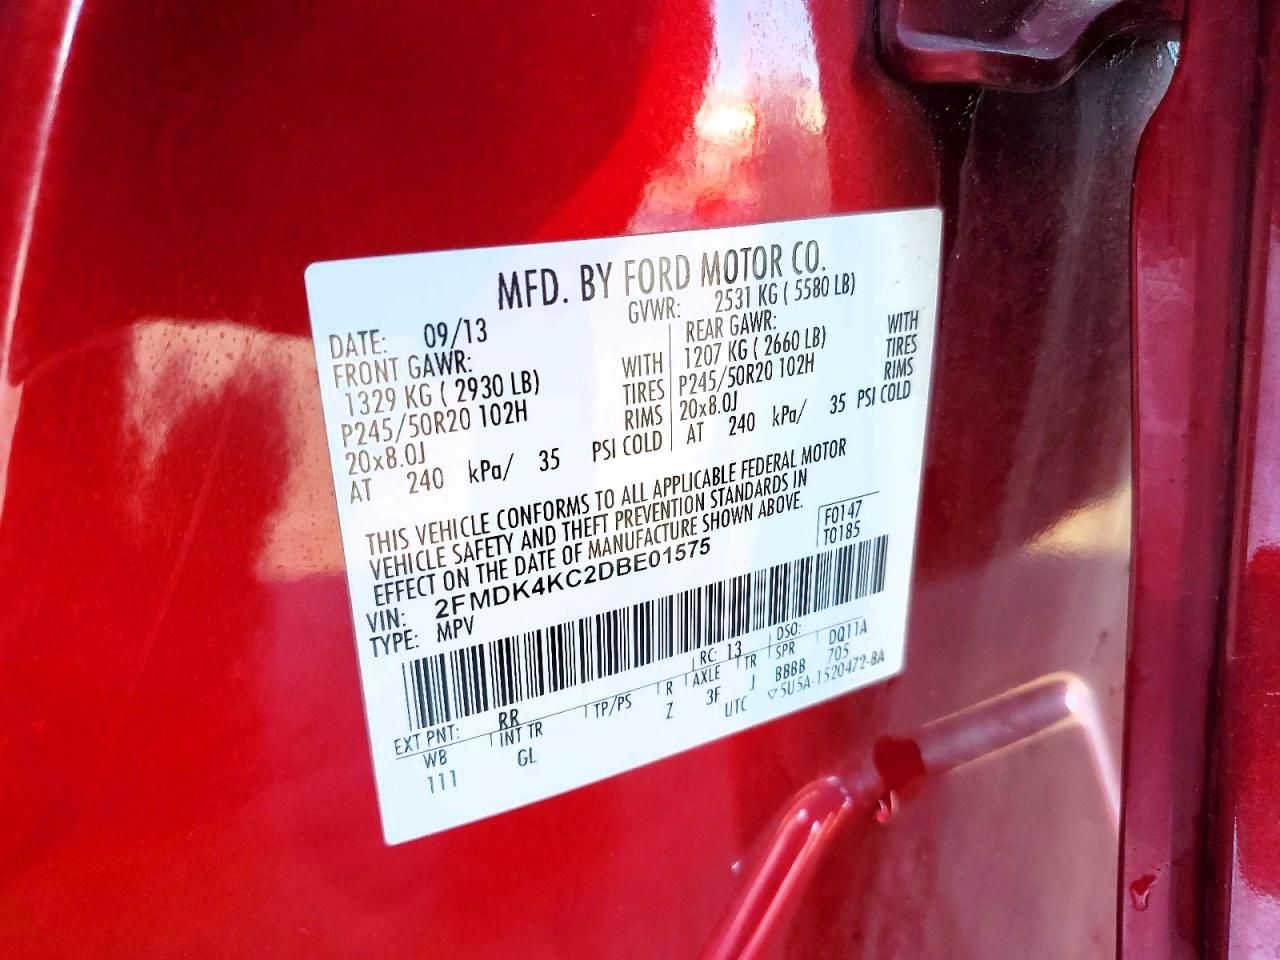 MFD. BY FORD MOTOR CO.
DATE: 09/13 GVWR: 2531 KG ( 5580 LB)
FRONT GAWR: REAR GAWR:
1329 KG ( 2930 LB) WITH 1207 KG ( 2660 LB) WITH
P245/50R20 102H TIRES P245/50R20 102H TIRES
20x8.0J RIMS 20x8.0J RIMS
AT 240 kPa/ 35 PSI COLD AT 240 kPa/ 35 PSI COLD
THIS VEHICLE CONFORMS TO ALL APPLICABLE FEDERAL MOTOR
VEHICLE SAFETY AND THEFT PREVENTION STANDARDS IN
EFFECT ON THE DATE OF MANUFACTURE SHOWN ABOVE.
F0147
T0185
VIN: 2FMDK4KC2DBE01575
TYPE: MPV
EXT PNT: RR RC: 13 DSO:
WB INT TR TP/PS R AXLE TR SPR DQ11A
111 GL Z 3F J BBBB 705
UTC ▽5U5A-1520472-BA